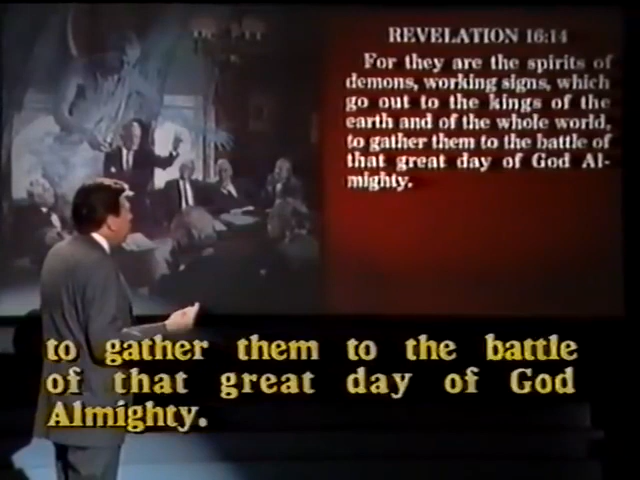 REVELATION 16:14
For they are the spirits of
demons, working signs, which
go out to the kings of the
earth and of the whole world,
to gather them to the battle of
that great day of God Al-
mighty.
to gather them to the battle
of that great day of God
Almighty.